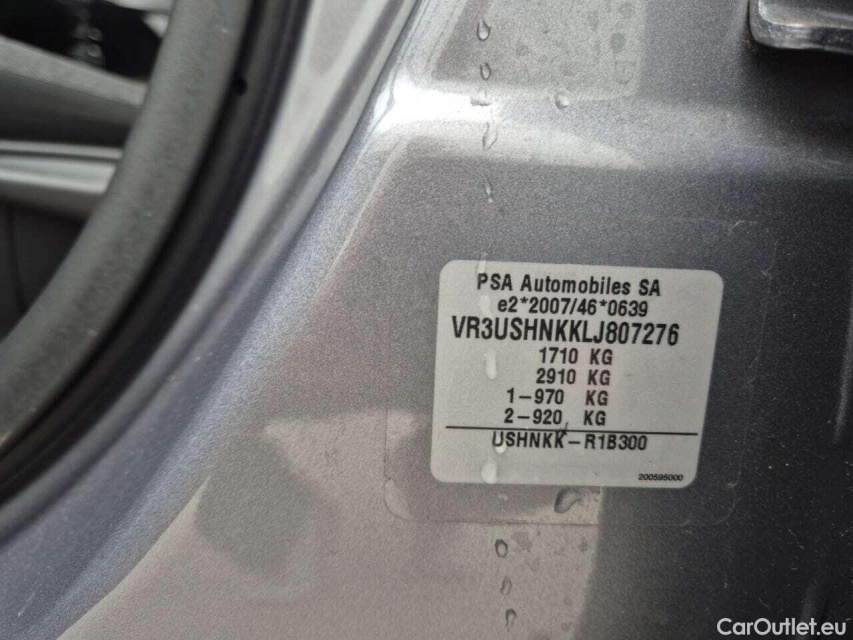 PSA Automobiles SA
e2*2007/46*0639
VR3USHNKKLJ807276
1710 KG
2910 KG
1-970 KG
2-920 KG
USHNKK-R1B300
200595000
CarOutlet.eu